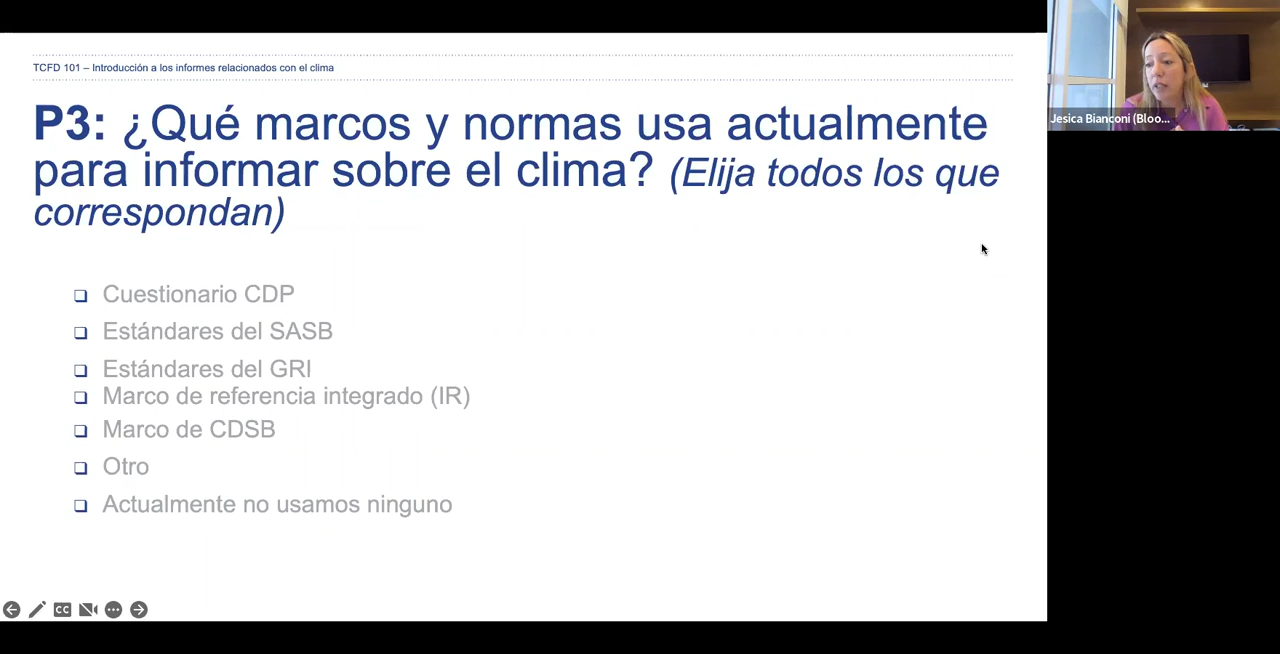 TCFD 101 – Introducción a los informes relacionados con el clima
P3: ¿Qué marcos y normas usa actualmente
para informar sobre el clima? (Elija todos los que
correspondan)
Cuestionario CDP
Estándares del SASB
Estándares del GRI
Marco de referencia integrado (IR)
Marco de CDSB
Otro
Actualmente no usamos ninguno
CC
Jesica Bianconi (Bloo...